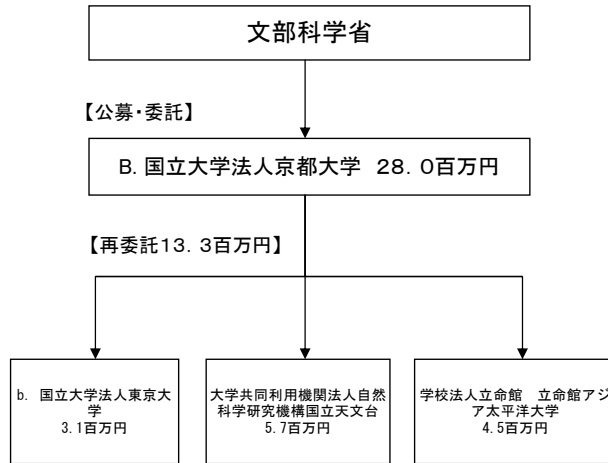 文部科学省
【公募・委託】
B. 国立大学法人京都大学 28. 0百万円
【再委託13. 3百万円】
b. 国立大学法人東京大
学
3.1百万円
大学共同利用機関法人自然
科学研究機構国立天文台
5.7百万円
学校法人立命館 立命館アジ
ア太平洋大学
4.5百万円